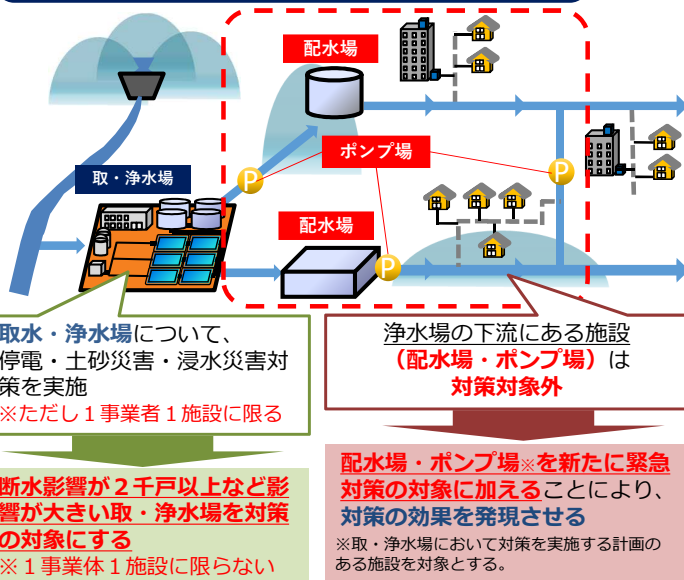 配水場
ポンプ場
取・浄水場
配水場
P
P
P
取水・浄水場について、
停電・土砂災害・浸水災害対
策を実施
※ただし１事業者１施設に限る
浄水場の下流にある施設
（配水場・ポンプ場）は
対策対象外
断水影響が２千戸以上など影
響が大きい取・浄水場を対策
の対象にする
※１事業体１施設に限らない
配水場・ポンプ場※を新たに緊急
対策の対象に加えることにより、
対策の効果を発現させる
※取・浄水場において対策を実施する計画の
ある施設を対象とする。